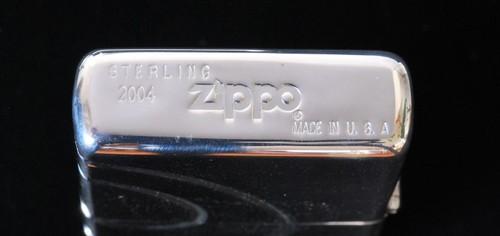 STERLING
2004 zippo ®
MADE IN U. S. A